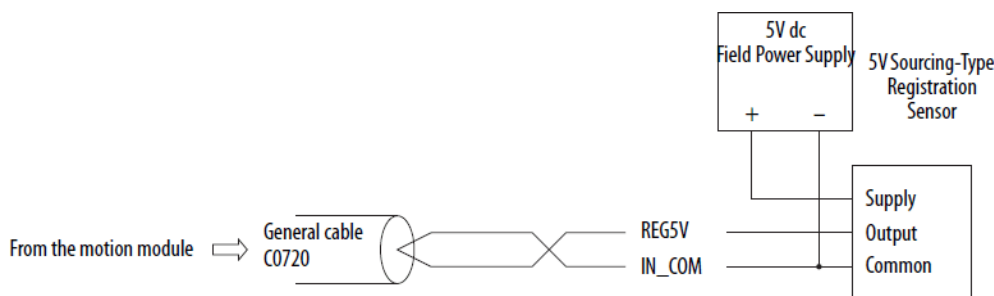 5V dc
Field Power Supply
+ –
5V Sourcing-Type
Registration
Sensor
Supply
Output
Common
REG5V
IN_COM
General cable
C0720
From the motion module